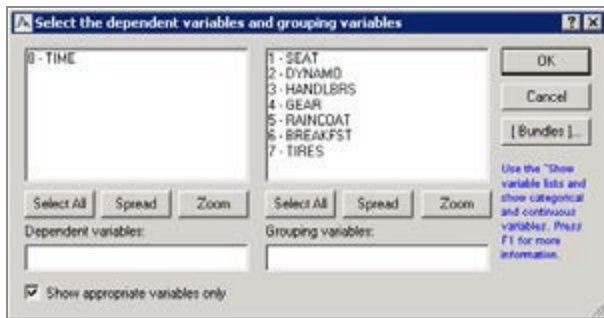 Select the dependent variables and grouping variables
8 - TIME
1 - SEAT
2 - DYNAMO
3 - HANDLBRS
4 - GEAR
5 - RAINCOAT
6 - BREAKFST
7 - TIRES
OK
Cancel
[ Bundles ]...
Use the "Show
variable lists and
show categorical
and continuous
variables. Press
F1 for more
information.
Select All Spread Zoom
Select All Spread Zoom
Dependent variables:
Grouping variables:
Show appropriate variables only